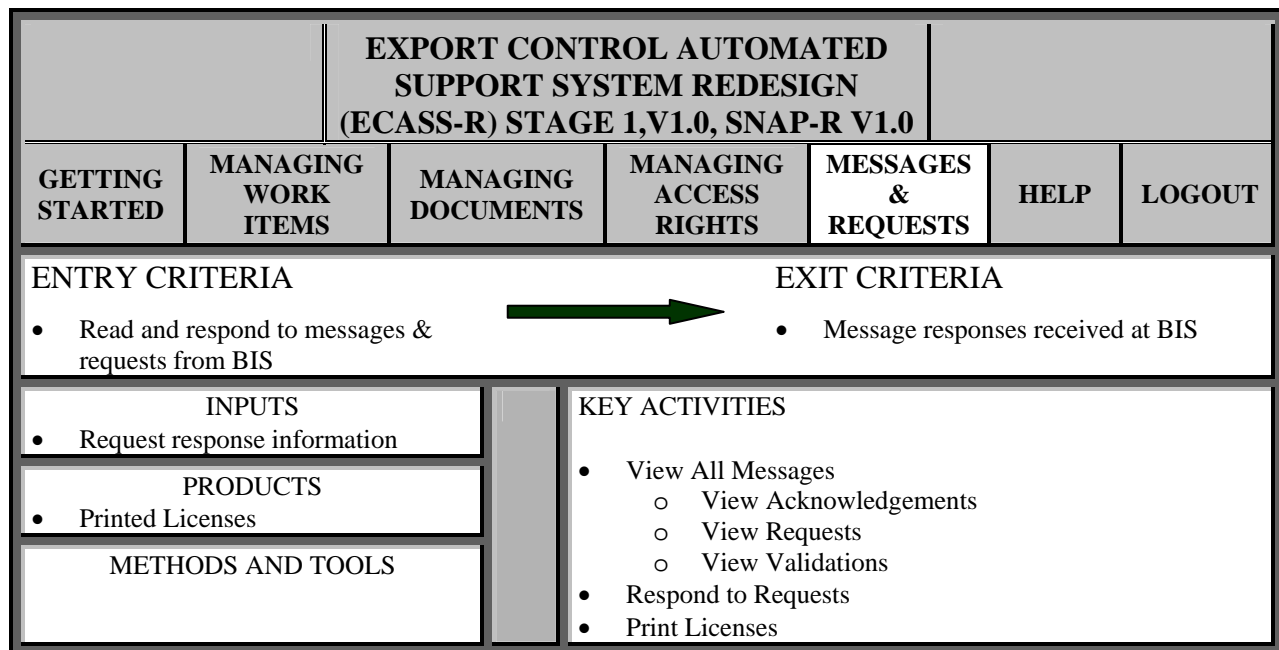 EXPORT CONTROL AUTOMATED
SUPPORT SYSTEM REDESIGN
(ECASS-R) STAGE 1,V1.0, SNAP-R V1.0
GETTING
STARTED
MANAGING
WORK
ITEMS
MANAGING
DOCUMENTS
MANAGING
ACCESS
RIGHTS
MESSAGES
&
REQUESTS
HELP
LOGOUT
ENTRY CRITERIA
• Read and respond to messages &
requests from BIS
EXIT CRITERIA
• Message responses received at BIS
INPUTS
• Request response information
PRODUCTS
• Printed Licenses
METHODS AND TOOLS
KEY ACTIVITIES
• View All Messages
o View Acknowledgements
o View Requests
o View Validations
• Respond to Requests
• Print Licenses